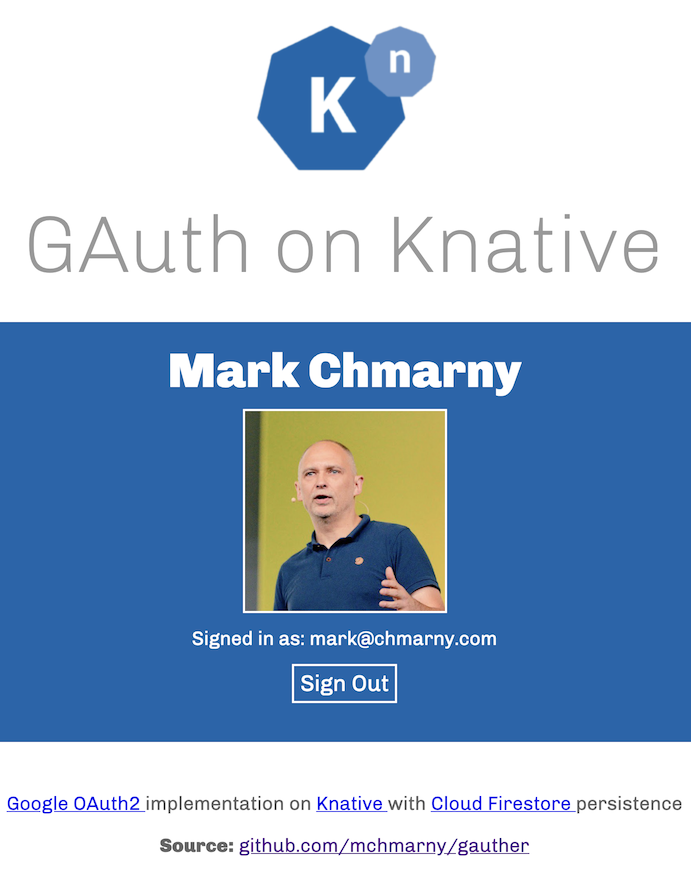 K n
GAuth on Knative
Mark Chmarny
Signed in as: mark@chmarny.com
Sign Out
Google OAuth2 implementation on Knative with Cloud Firestore persistence
Source: github.com/mchmarny/gauther